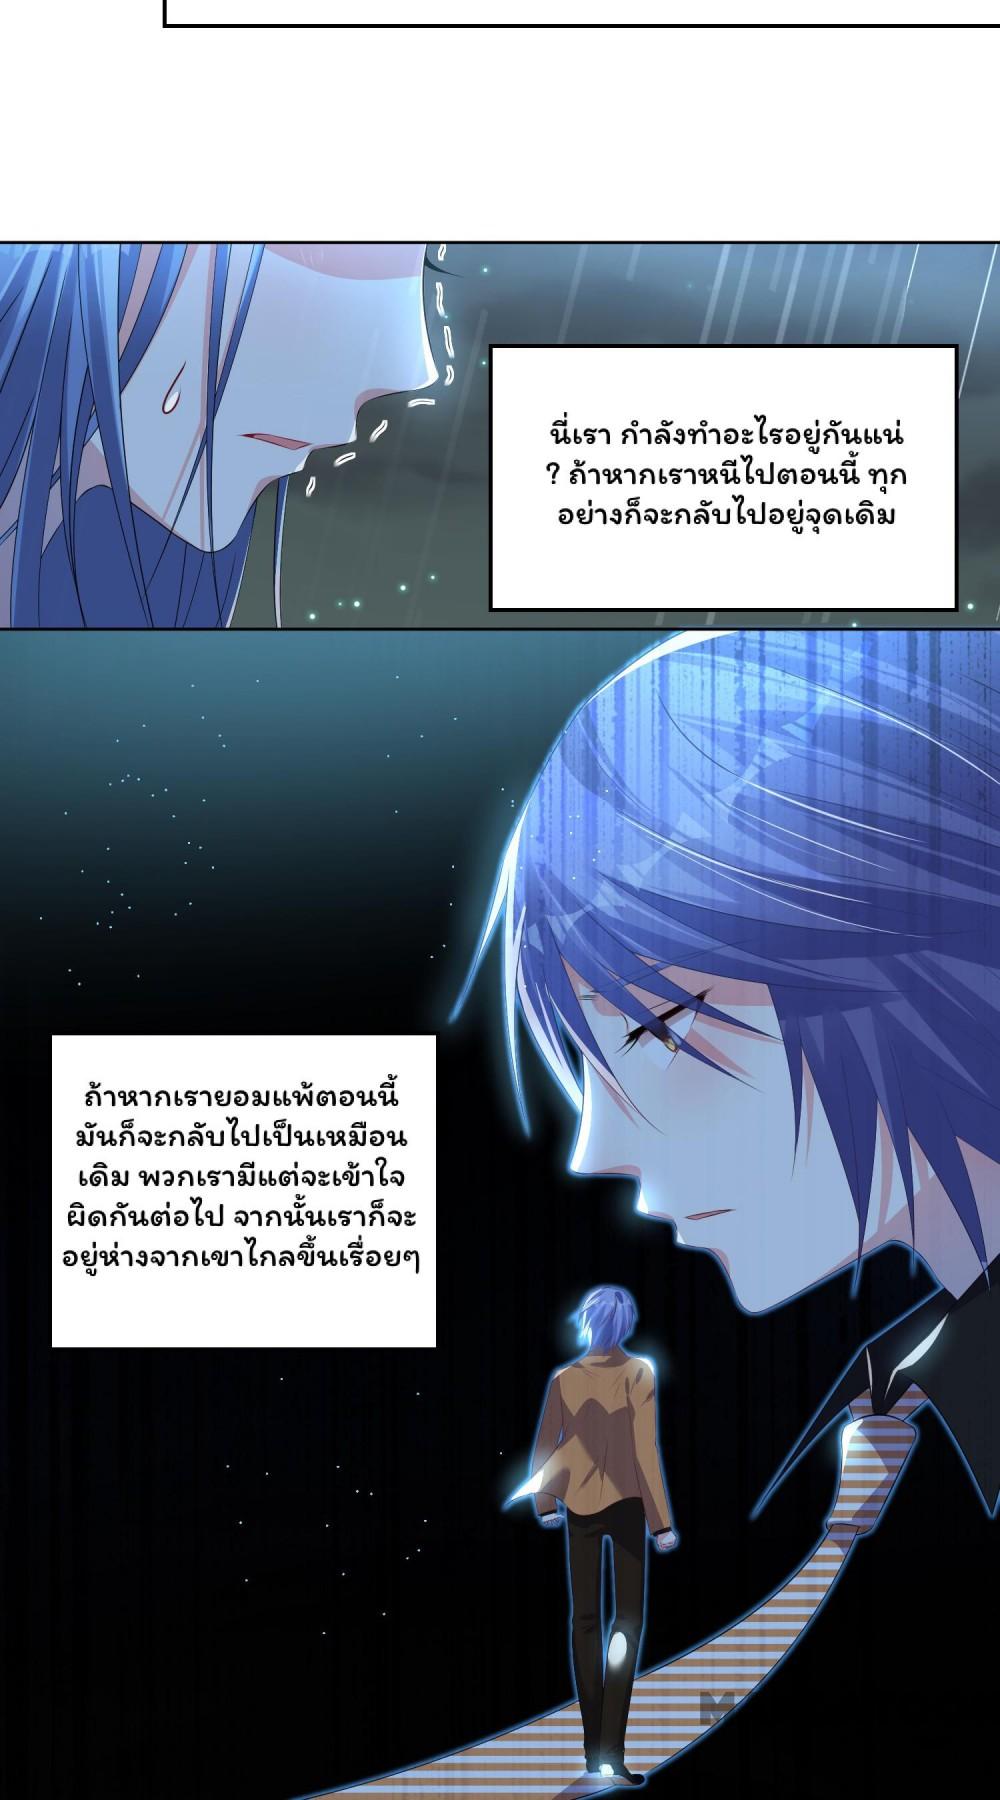 นี่เรา กำลังทำอะไรอยู่กันแน่
? ถ้าหากเราหนีไปตอนนี้ ทุก
อย่างก็จะกลับไปอยู่จุดเดิม
ถ้าหากเรายอมแพ้ตอนนี้
มันก็จะกลับไปเป็นเหมือน
เดิม พวกเรามีแต่จะเข้าใจ
ผิดกันต่อไป จากนั้นเราก็จะ
อยู่ห่างจากเขาไกลขึ้นเรื่อยๆ